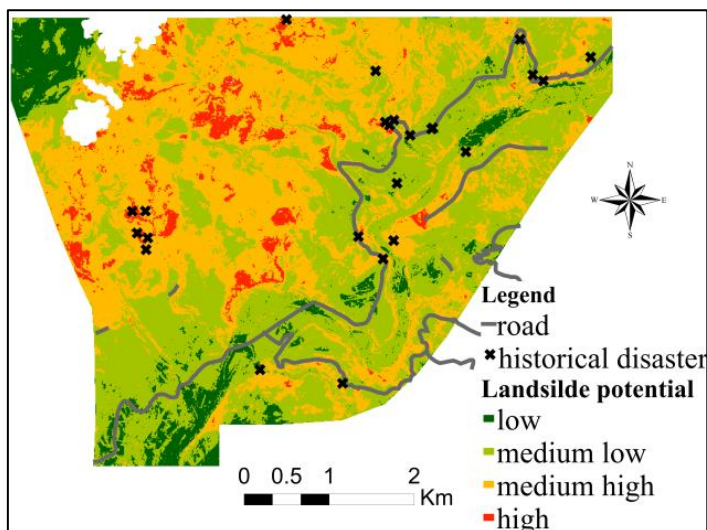 N
W E
S
Legend
road
historical disaster
Landsilde potential
low
medium low
medium high
high
0 0.5 1 2
Km